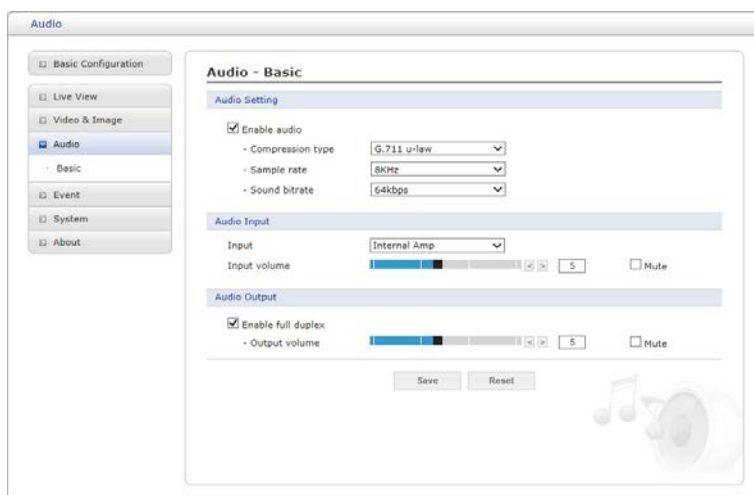 Audio
Basic Configuration
Live View
Video & Image
Audio
Basic
Event
System
About
Audio - Basic
Audio Setting
Enable audio
- Compression type G.711 u-law
- Sample rate 8KHz
- Sound bitrate 64kbps
Audio Input
Input Internal Amp
Input volume < > 5 Mute
Audio Output
Enable full duplex
- Output volume < > 5 Mute
Save Reset